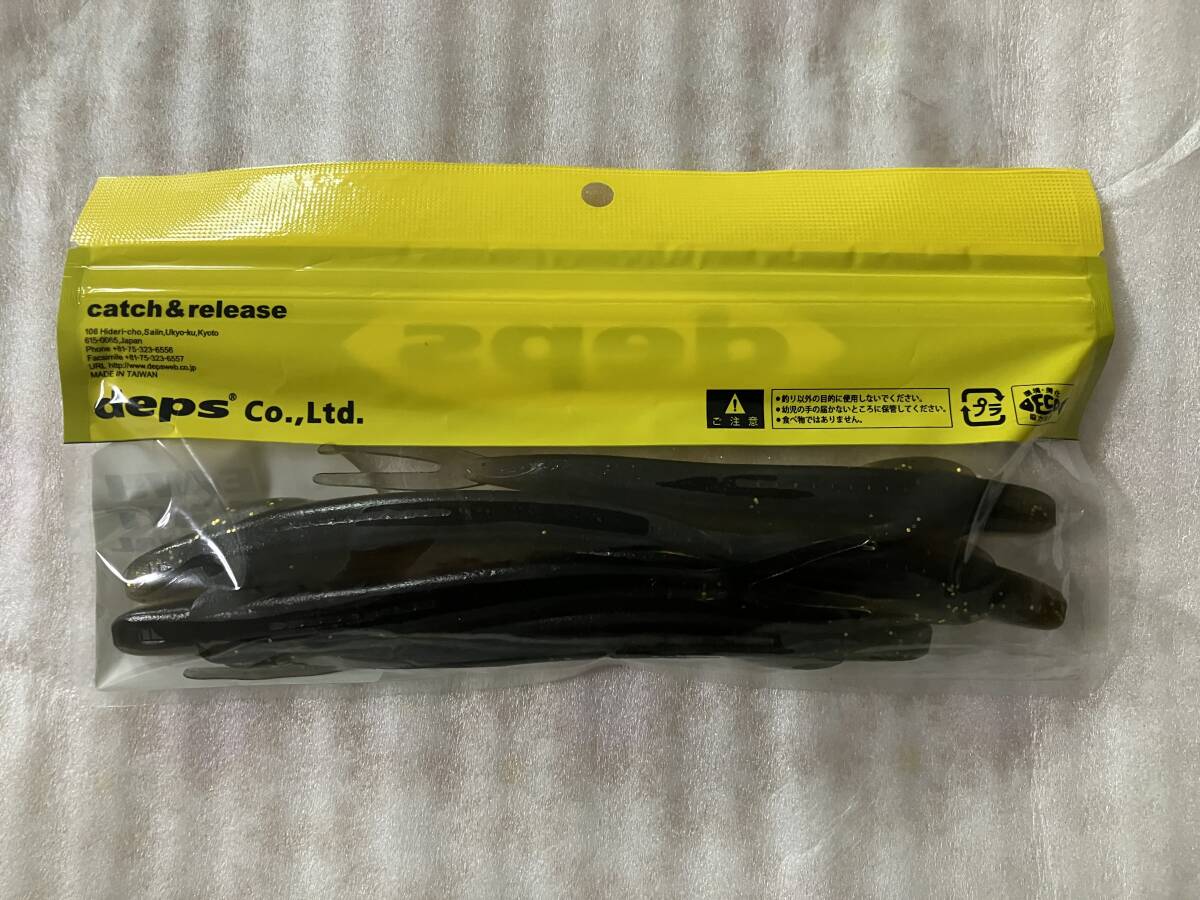 catch&release
106 Hideri-cho,Saiin,Ukyo-ku,Kyoto
615-0065,Japan
Phone +81-75-323-6556
Facsimile +81-75-323-6557
URL http://www.depsweb.co.jp
MADE IN TAIWAN
deps® Co.,Ltd.
ご注意
●釣り以外の目的に使用しないでください。
●幼児の手の届かないところに保管してください。
●食べ物ではありません。
プラ
deps